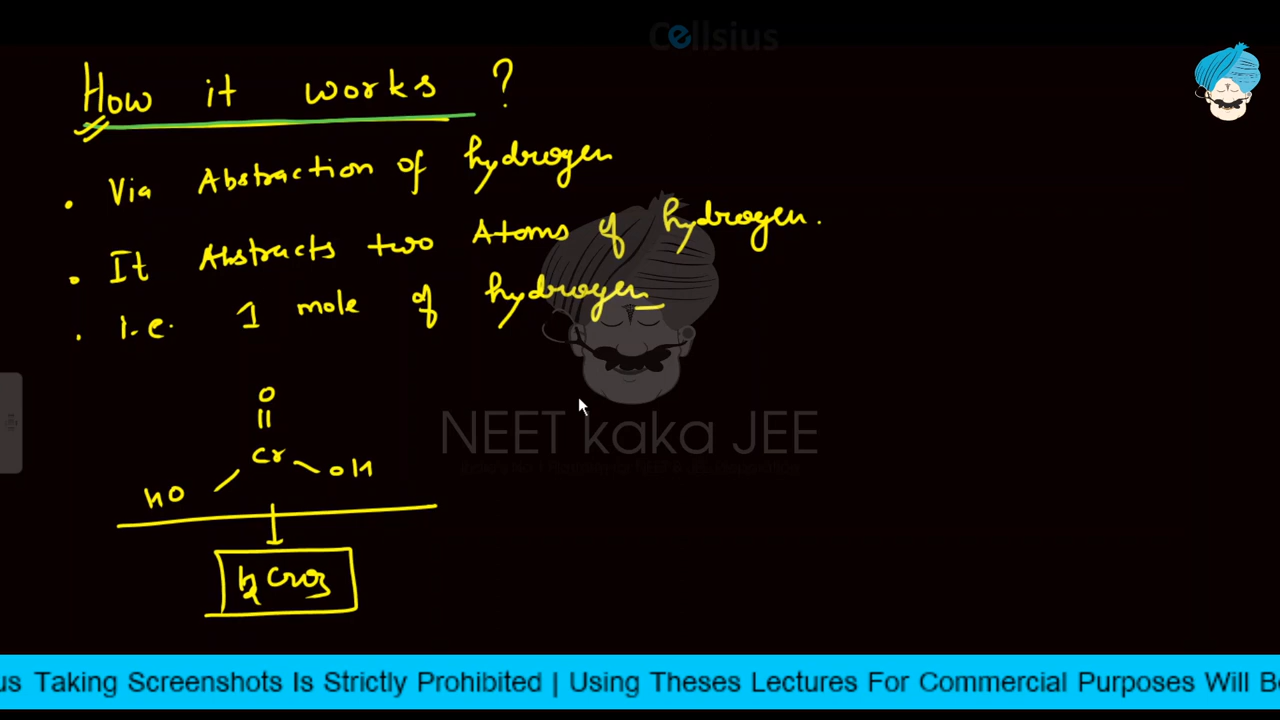 Cellsius
How it works ?
. Via Abstraction of hydrogen
. It Abstracts two Atoms of hydrogen.
. i.e. 1 mole of hydrogen
O
Cr
OH
HO
NEET kaka JEE
H2CrO3
us Taking Screenshots Is Strictly Prohibited | Using Theses Lectures For Commercial Purposes Will Be